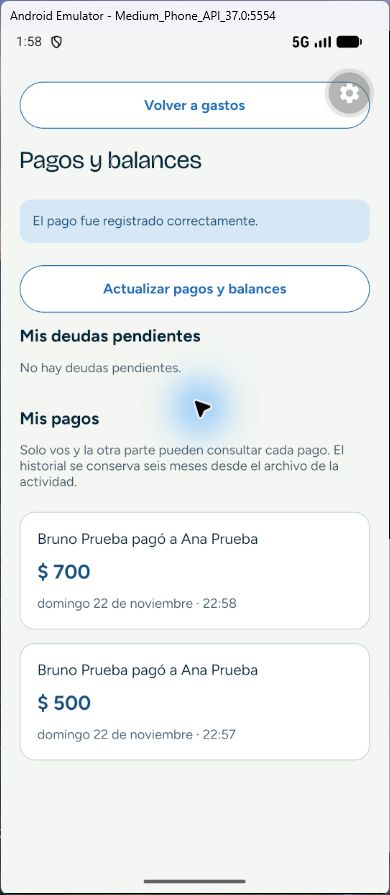 Android Emulator - Medium_Phone_API_37.0:5554
1:58
5G
Volver a gastos
Pagos y balances
El pago fue registrado correctamente.
Actualizar pagos y balances
Mis deudas pendientes
No hay deudas pendientes.
Mis pagos
Solo vos y la otra parte pueden consultar cada pago. El
historial se conserva seis meses desde el archivo de la
actividad.
Bruno Prueba pagó a Ana Prueba
$ 700
domingo 22 de noviembre · 22:58
Bruno Prueba pagó a Ana Prueba
$ 500
domingo 22 de noviembre · 22:57